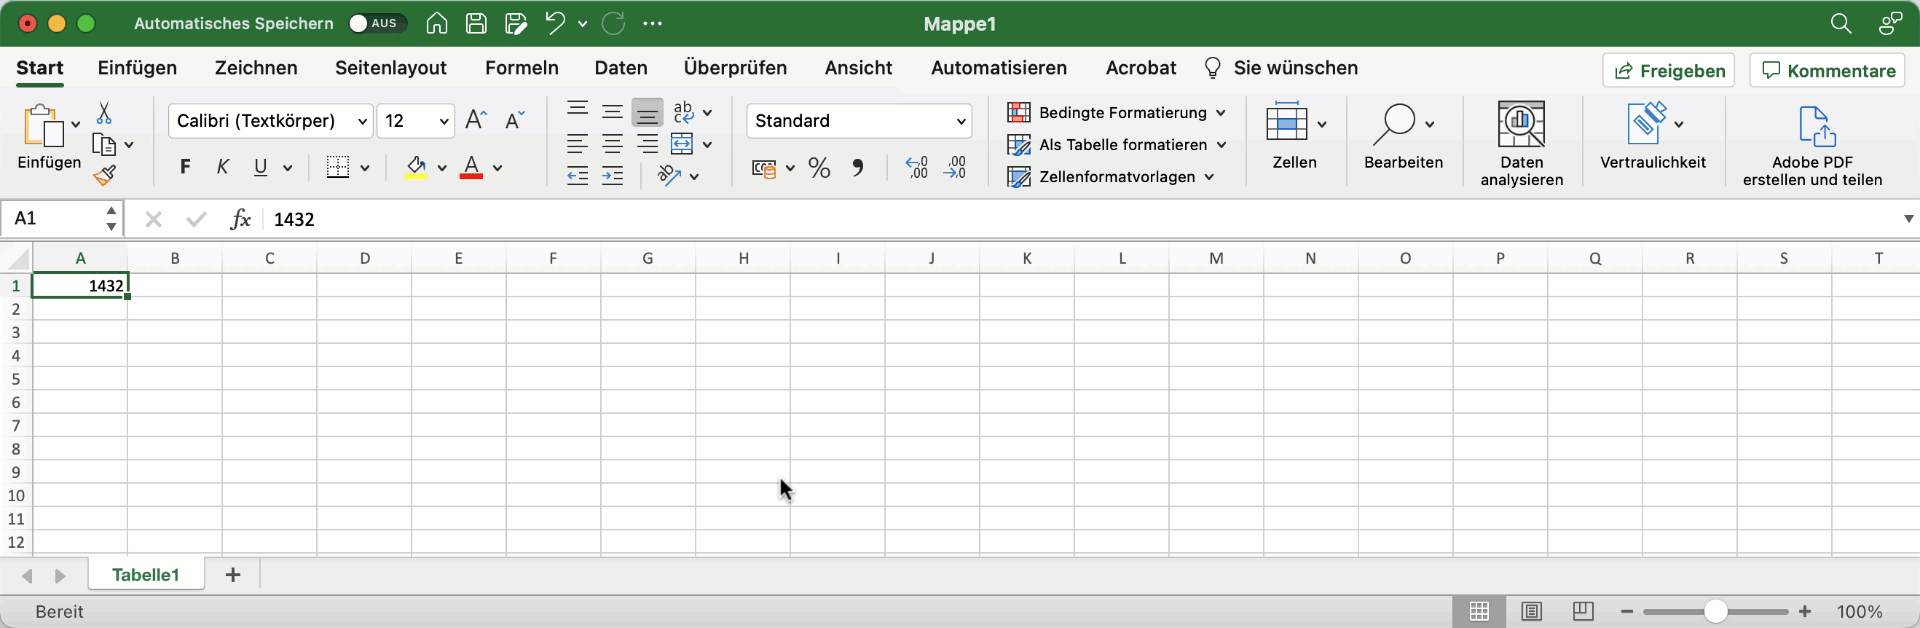 Automatisches Speichern AUS Mappe1
Start Einfügen Zeichnen Seitenlayout Formeln Daten Überprüfen Ansicht Automatisieren Acrobat Sie wünschen Freigeben Kommentare
Einfügen
Calibri (Textkörper) 12
F K U A
ab
Standard
%
Bedingte Formatierung
Als Tabelle formatieren
Zellenformatvorlagen
Zellen
Bearbeiten
Daten
analysieren
Vertraulichkeit
Adobe PDF
erstellen und teilen
A1 fx 1432
A B C D E F G H I J K L M N O P Q R S T
1 1432
2
3
4
5
6
7
8
9
10
11
12
Tabelle1 +
Bereit 100%